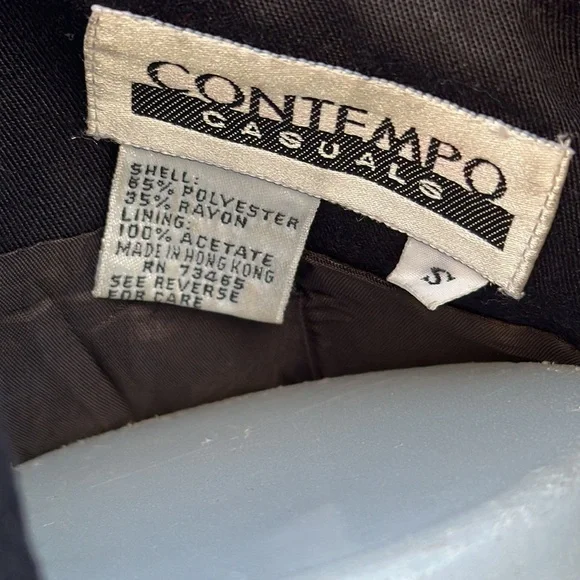 CONTEMPO
CASUALS
SHELL:
65% POLYESTER
35% RAYON
LINING:
100% ACETATE
MADE IN HONG KONG
RN 73465
SEE REVERSE
FOR CARE
S